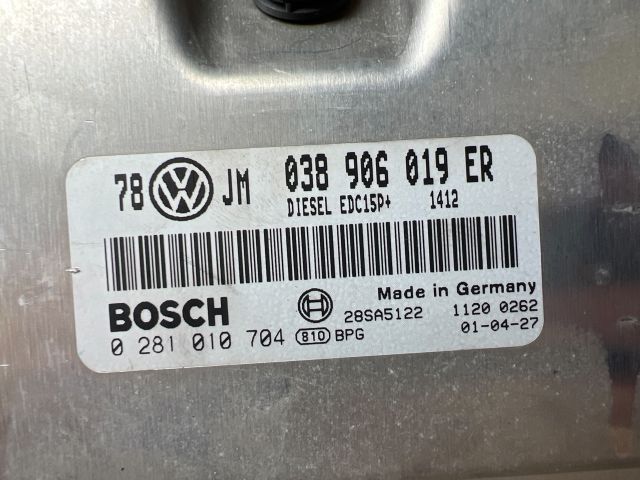 78 VW JM 038 906 019 ER
DIESEL EDC15P+ 1412
BOSCH Made in Germany
28SA5122 1120 0262
0 281 010 704 810 BPG 01-04-27